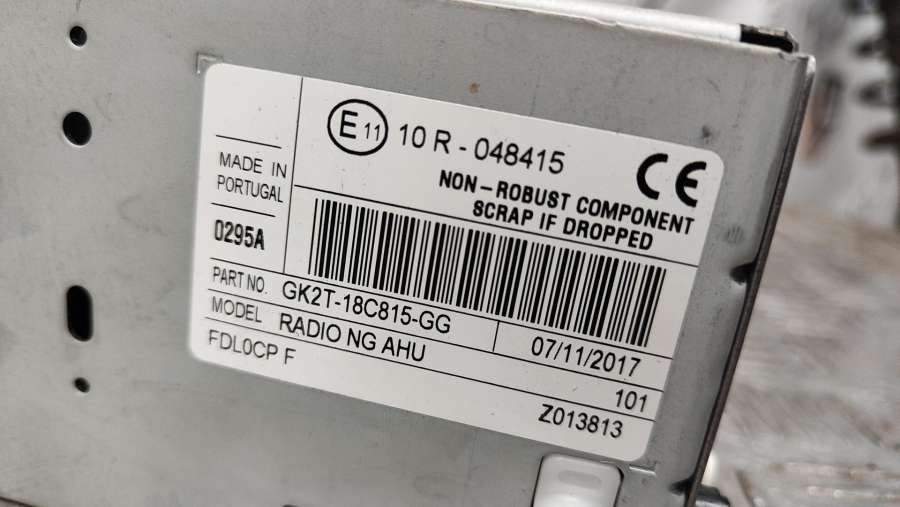 E 11 10 R - 048415
CE
MADE IN
PORTUGAL
NON-ROBUST COMPONENT
SCRAP IF DROPPED
0295A
PART NO. GK2T-18C815-GG
07/11/2017
MODEL RADIO NG AHU
101
FDL0CP F
Z013813